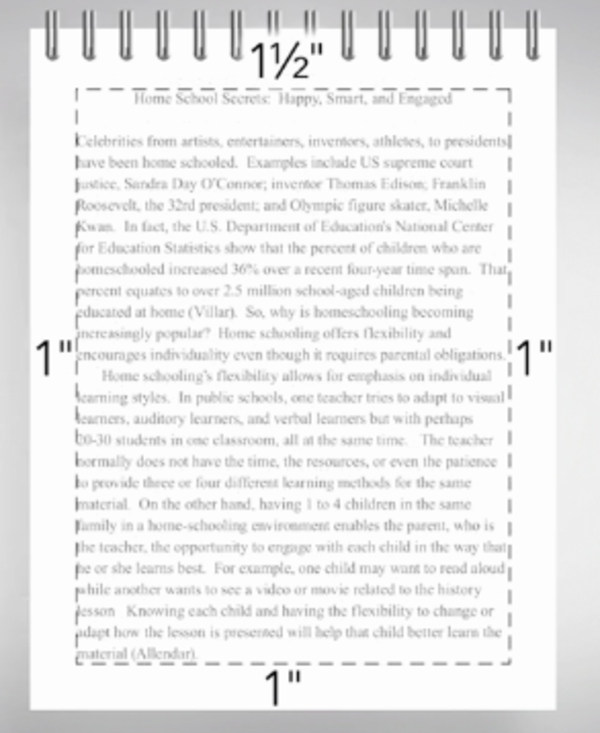 1½"
Home School Secrets: Happy, Smart, and Engaged
Celebrities from artists, entertainers, inventors, athletes, to presidents
have been home schooled. Examples include US supreme court
justice, Sandra Day O'Connor; inventor Thomas Edison; Franklin
Roosevelt, the 32rd president; and Olympic figure skater, Michelle
Kwan. In fact, the U.S. Department of Education's National Center
for Education Statistics show that the percent of children who are
homeschooled increased 36% over a recent four-year time span. That
percent equates to over 2.5 million school-aged children being
educated at home (Villar). So, why is homeschooling becoming
increasingly popular? Home schooling offers flexibility and
1" encourages individuality even though it requires parental obligations. 1"
Home schooling's flexibility allows for emphasis on individual
learning styles. In public schools, one teacher tries to adapt to visual
learners, auditory learners, and verbal learners but with perhaps
20-30 students in one classroom, all at the same time. The teacher
normally does not have the time, the resources, or even the patience
to provide three or four different learning methods for the same
material. On the other hand, having 1 to 4 children in the same
family in a home-schooling environment enables the parent, who is
the teacher, the opportunity to engage with each child in the way that
he or she learns best. For example, one child may want to read aloud
while another wants to see a video or movie related to the history
lesson Knowing each child and having the flexibility to change or
adapt how the lesson is presented will help that child better learn the
material (Allendar).
1"